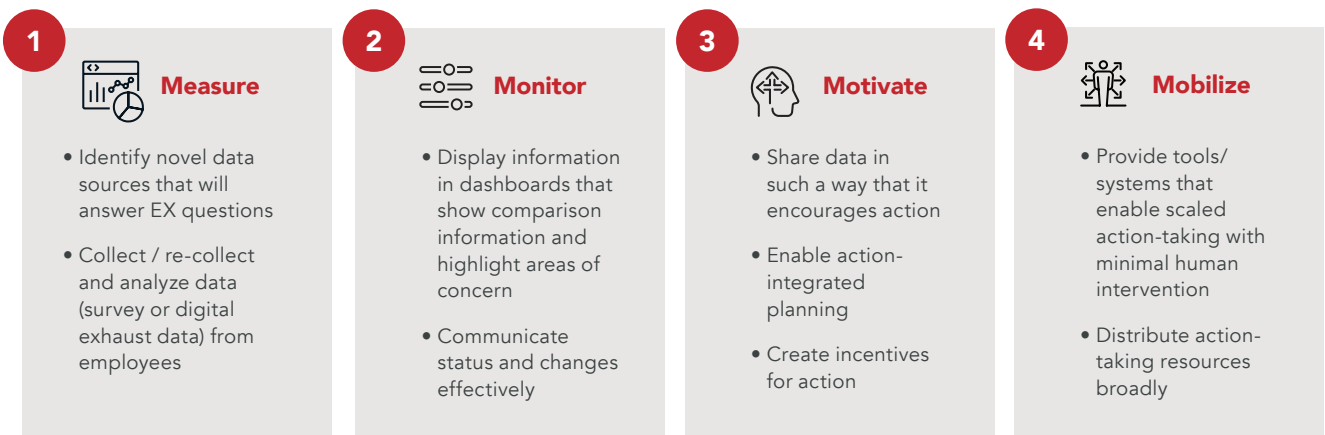 1
Measure
• Identify novel data
sources that will
answer EX questions
• Collect / re-collect
and analyze data
(survey or digital
exhaust data) from
employees
2
Monitor
• Display information
in dashboards that
show comparison
information and
highlight areas of
concern
• Communicate
status and changes
effectively
3
Motivate
• Share data in
such a way that it
encourages action
• Enable action-
integrated
planning
• Create incentives
for action
4
Mobilize
• Provide tools/
systems that
enable scaled
action-taking with
minimal human
intervention
• Distribute action-
taking resources
broadly